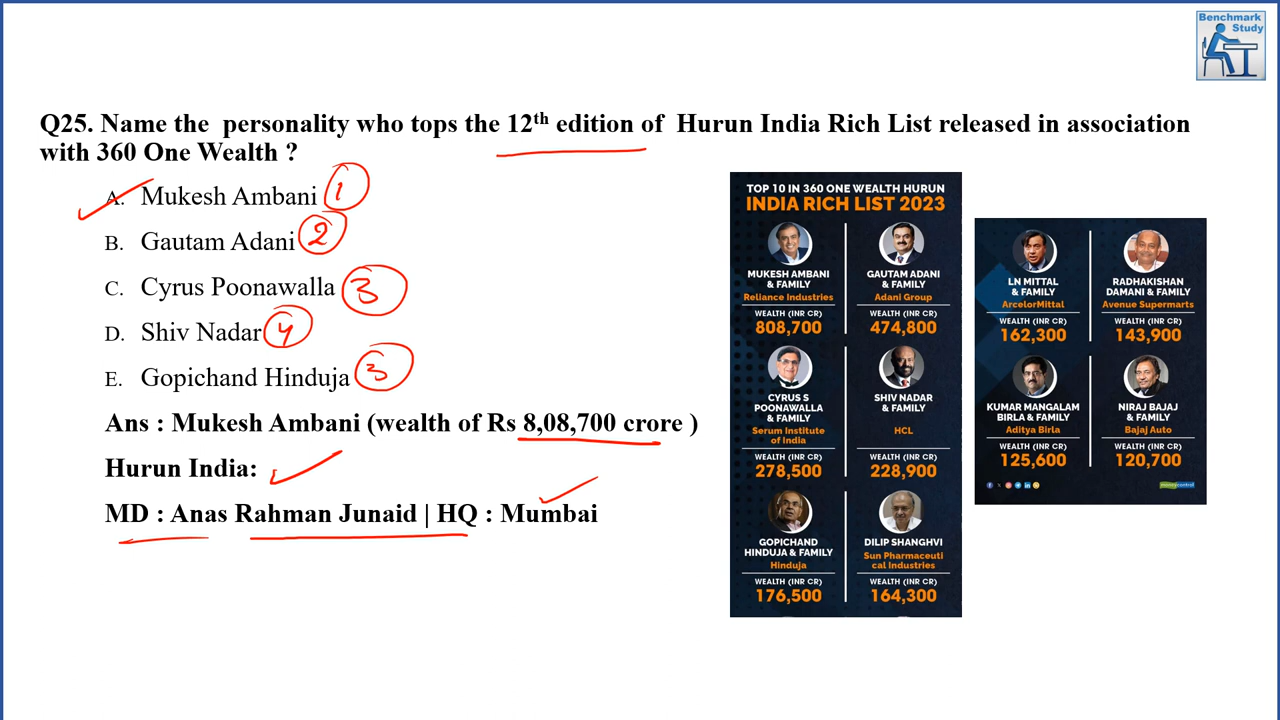 Benchmark
Study
Q25. Name the personality who tops the 12th edition of Hurun India Rich List released in association
with 360 One Wealth ?
A. Mukesh Ambani 1
B. Gautam Adani 2
C. Cyrus Poonawalla 3
D. Shiv Nadar 4
E. Gopichand Hinduja 3
Ans : Mukesh Ambani (wealth of Rs 8,08,700 crore )
Hurun India:
MD : Anas Rahman Junaid | HQ : Mumbai
TOP 10 IN 360 ONE WEALTH HURUN
INDIA RICH LIST 2023
MUKESH AMBANI
& FAMILY
Reliance Industries
WEALTH (INR CR)
808,700
GAUTAM ADANI
& FAMILY
Adani Group
WEALTH (INR CR)
474,800
CYRUS S
POONAWALLA
& FAMILY
Serum Institute
of India
WEALTH (INR CR)
278,500
SHIV NADAR
& FAMILY
HCL
WEALTH (INR CR)
228,900
GOPICHAND
HINDUJA & FAMILY
Hinduja
WEALTH (INR CR)
176,500
DILIP SHANGHVI
Sun Pharmaceuti
cal Industries
WEALTH (INR CR)
164,300
LN MITTAL
& FAMILY
ArcelorMittal
WEALTH (INR CR)
162,300
RADHAKISHAN
DAMANI & FAMILY
Avenue Supermarts
WEALTH (INR CR)
143,900
KUMAR MANGALAM
BIRLA & FAMILY
Aditya Birla
WEALTH (INR CR)
125,600
NIRAJ BAJAJ
& FAMILY
Bajaj Auto
WEALTH (INR CR)
120,700
moneycontrol